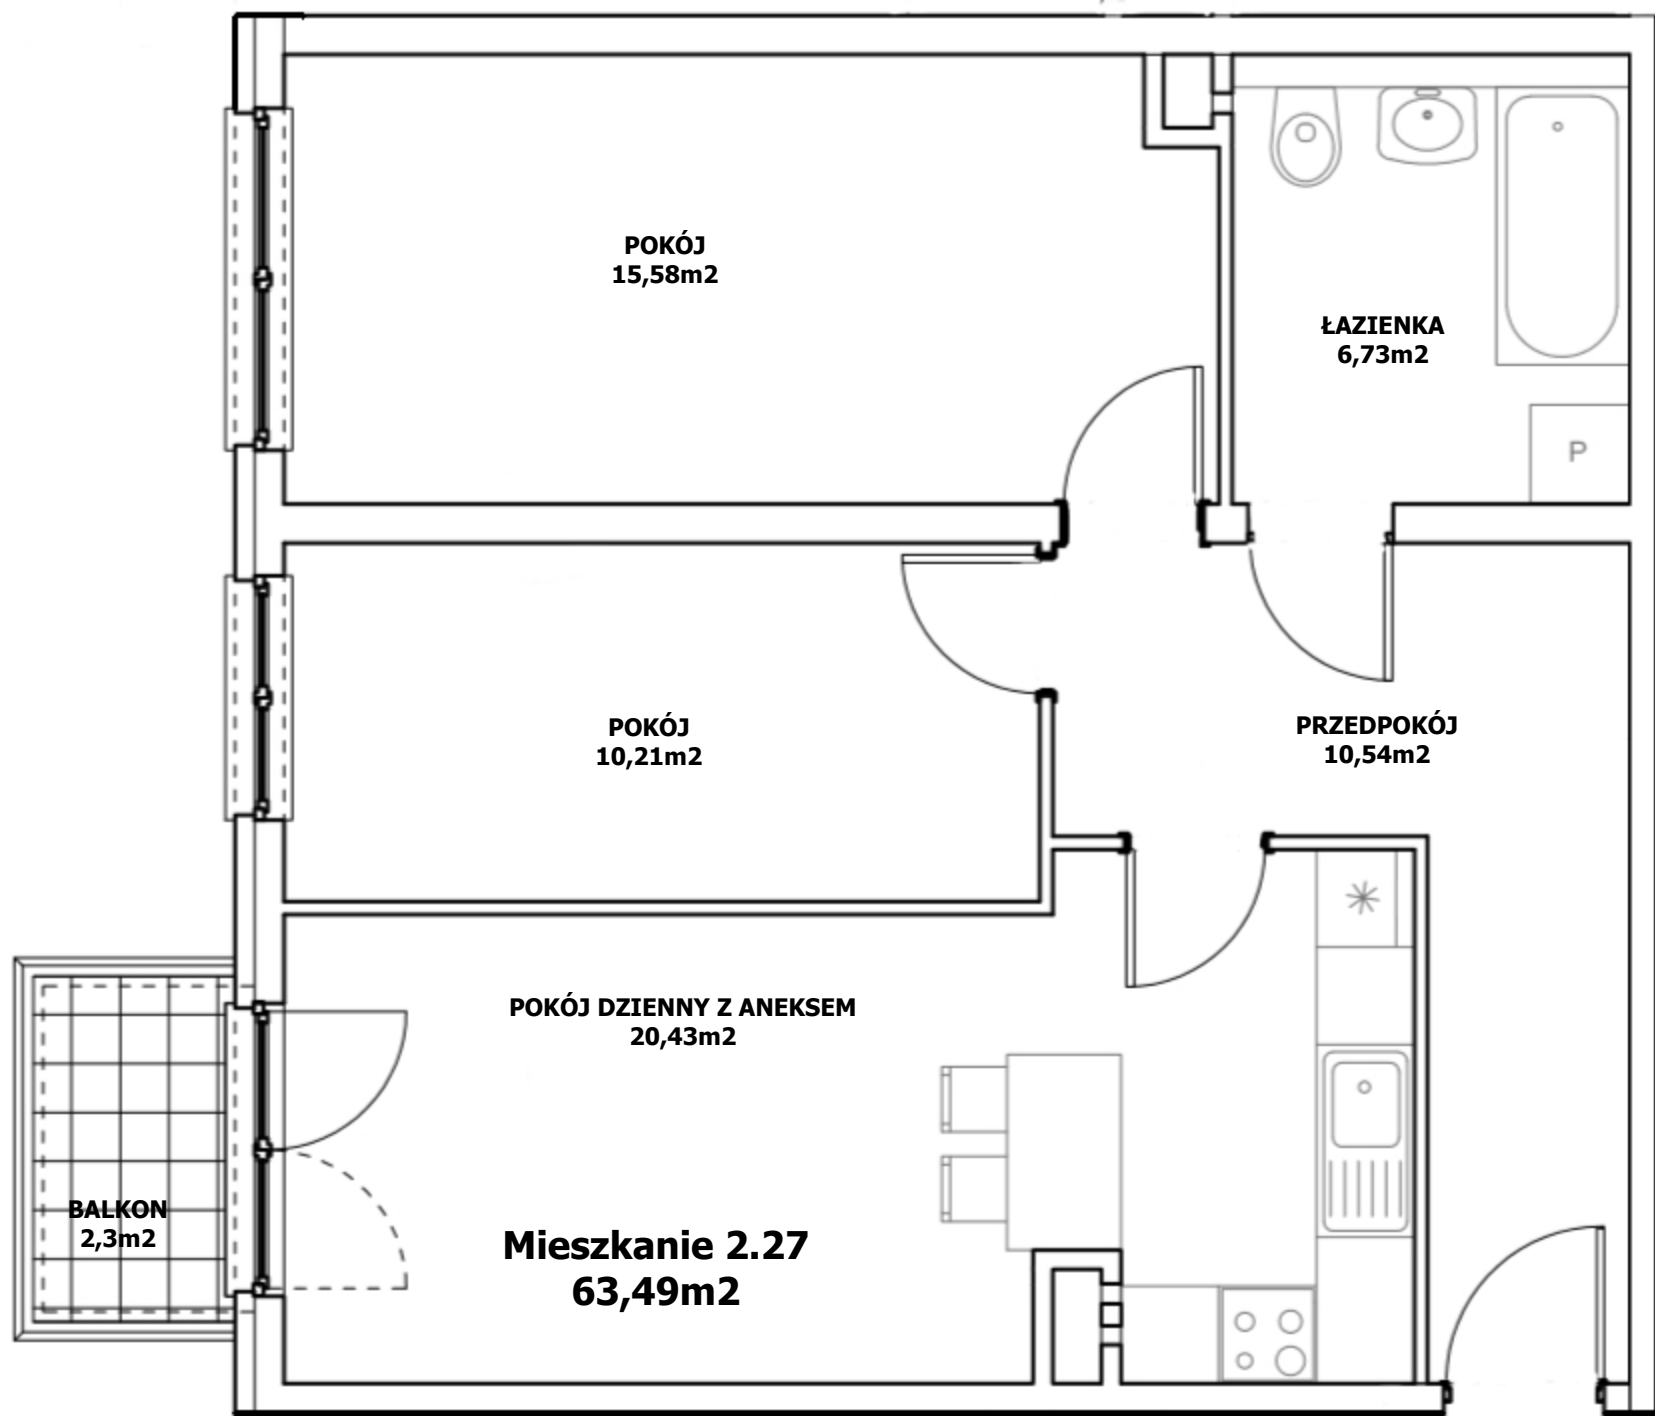 POKÓJ
15,58m2
ŁAZIENKA
6,73m2
P
POKÓJ
10,21m2
PRZEDPOKÓJ
10,54m2
POKÓJ DZIENNY Z ANEKSEM
20,43m2
BALKON
2,3m2
Mieszkanie 2.27
63,49m2